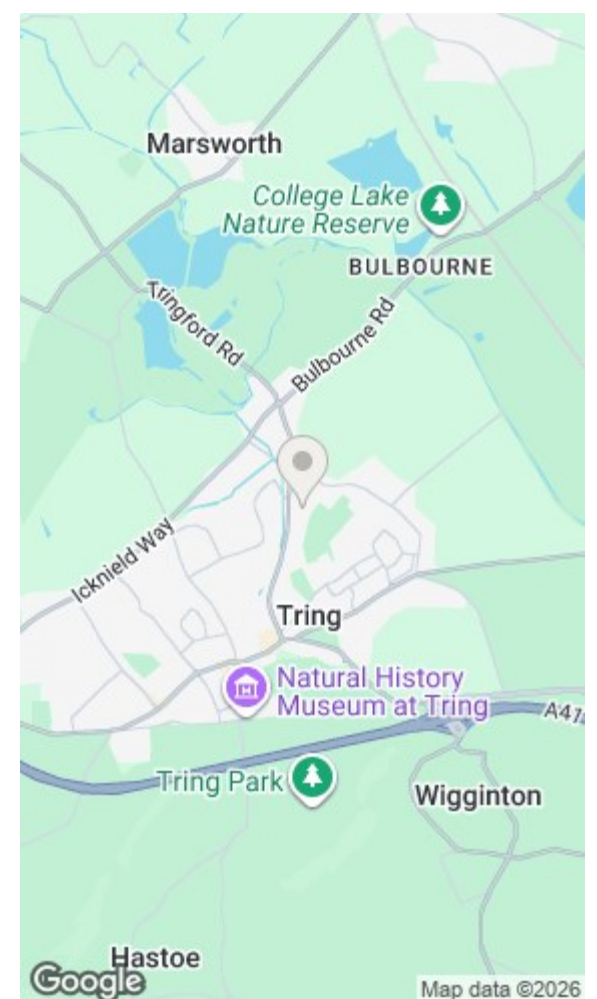 Marsworth
College Lake
Nature Reserve
BULBOURNE
Tringford Rd
Bulbourne Rd
Icknield Way
Tring
Natural History
Museum at Tring
A41
Tring Park
Wigginton
Hastoe
Google
Map data ©2026